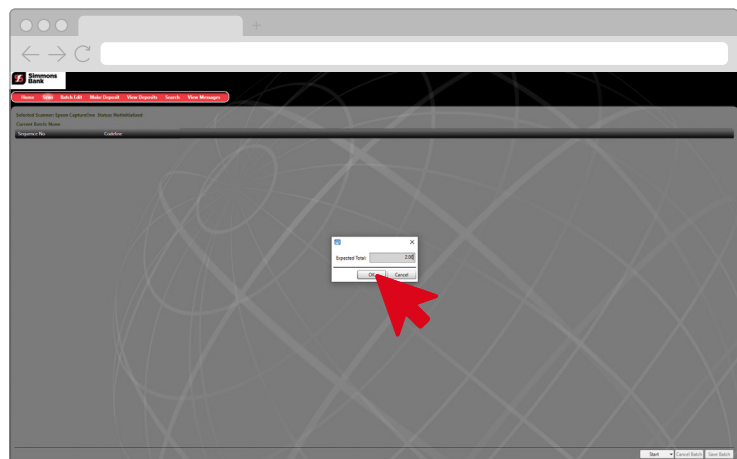 Simmons
Bank
Home Scan Batch Edit Make Deposit View Deposits Search View Messages
Selected Scanner: Epson CaptureOne Status: NotInitialized
Current Batch: None
Sequence No Codeline
Expected Total: 2.00
OK Cancel
Start Cancel Batch Save Batch